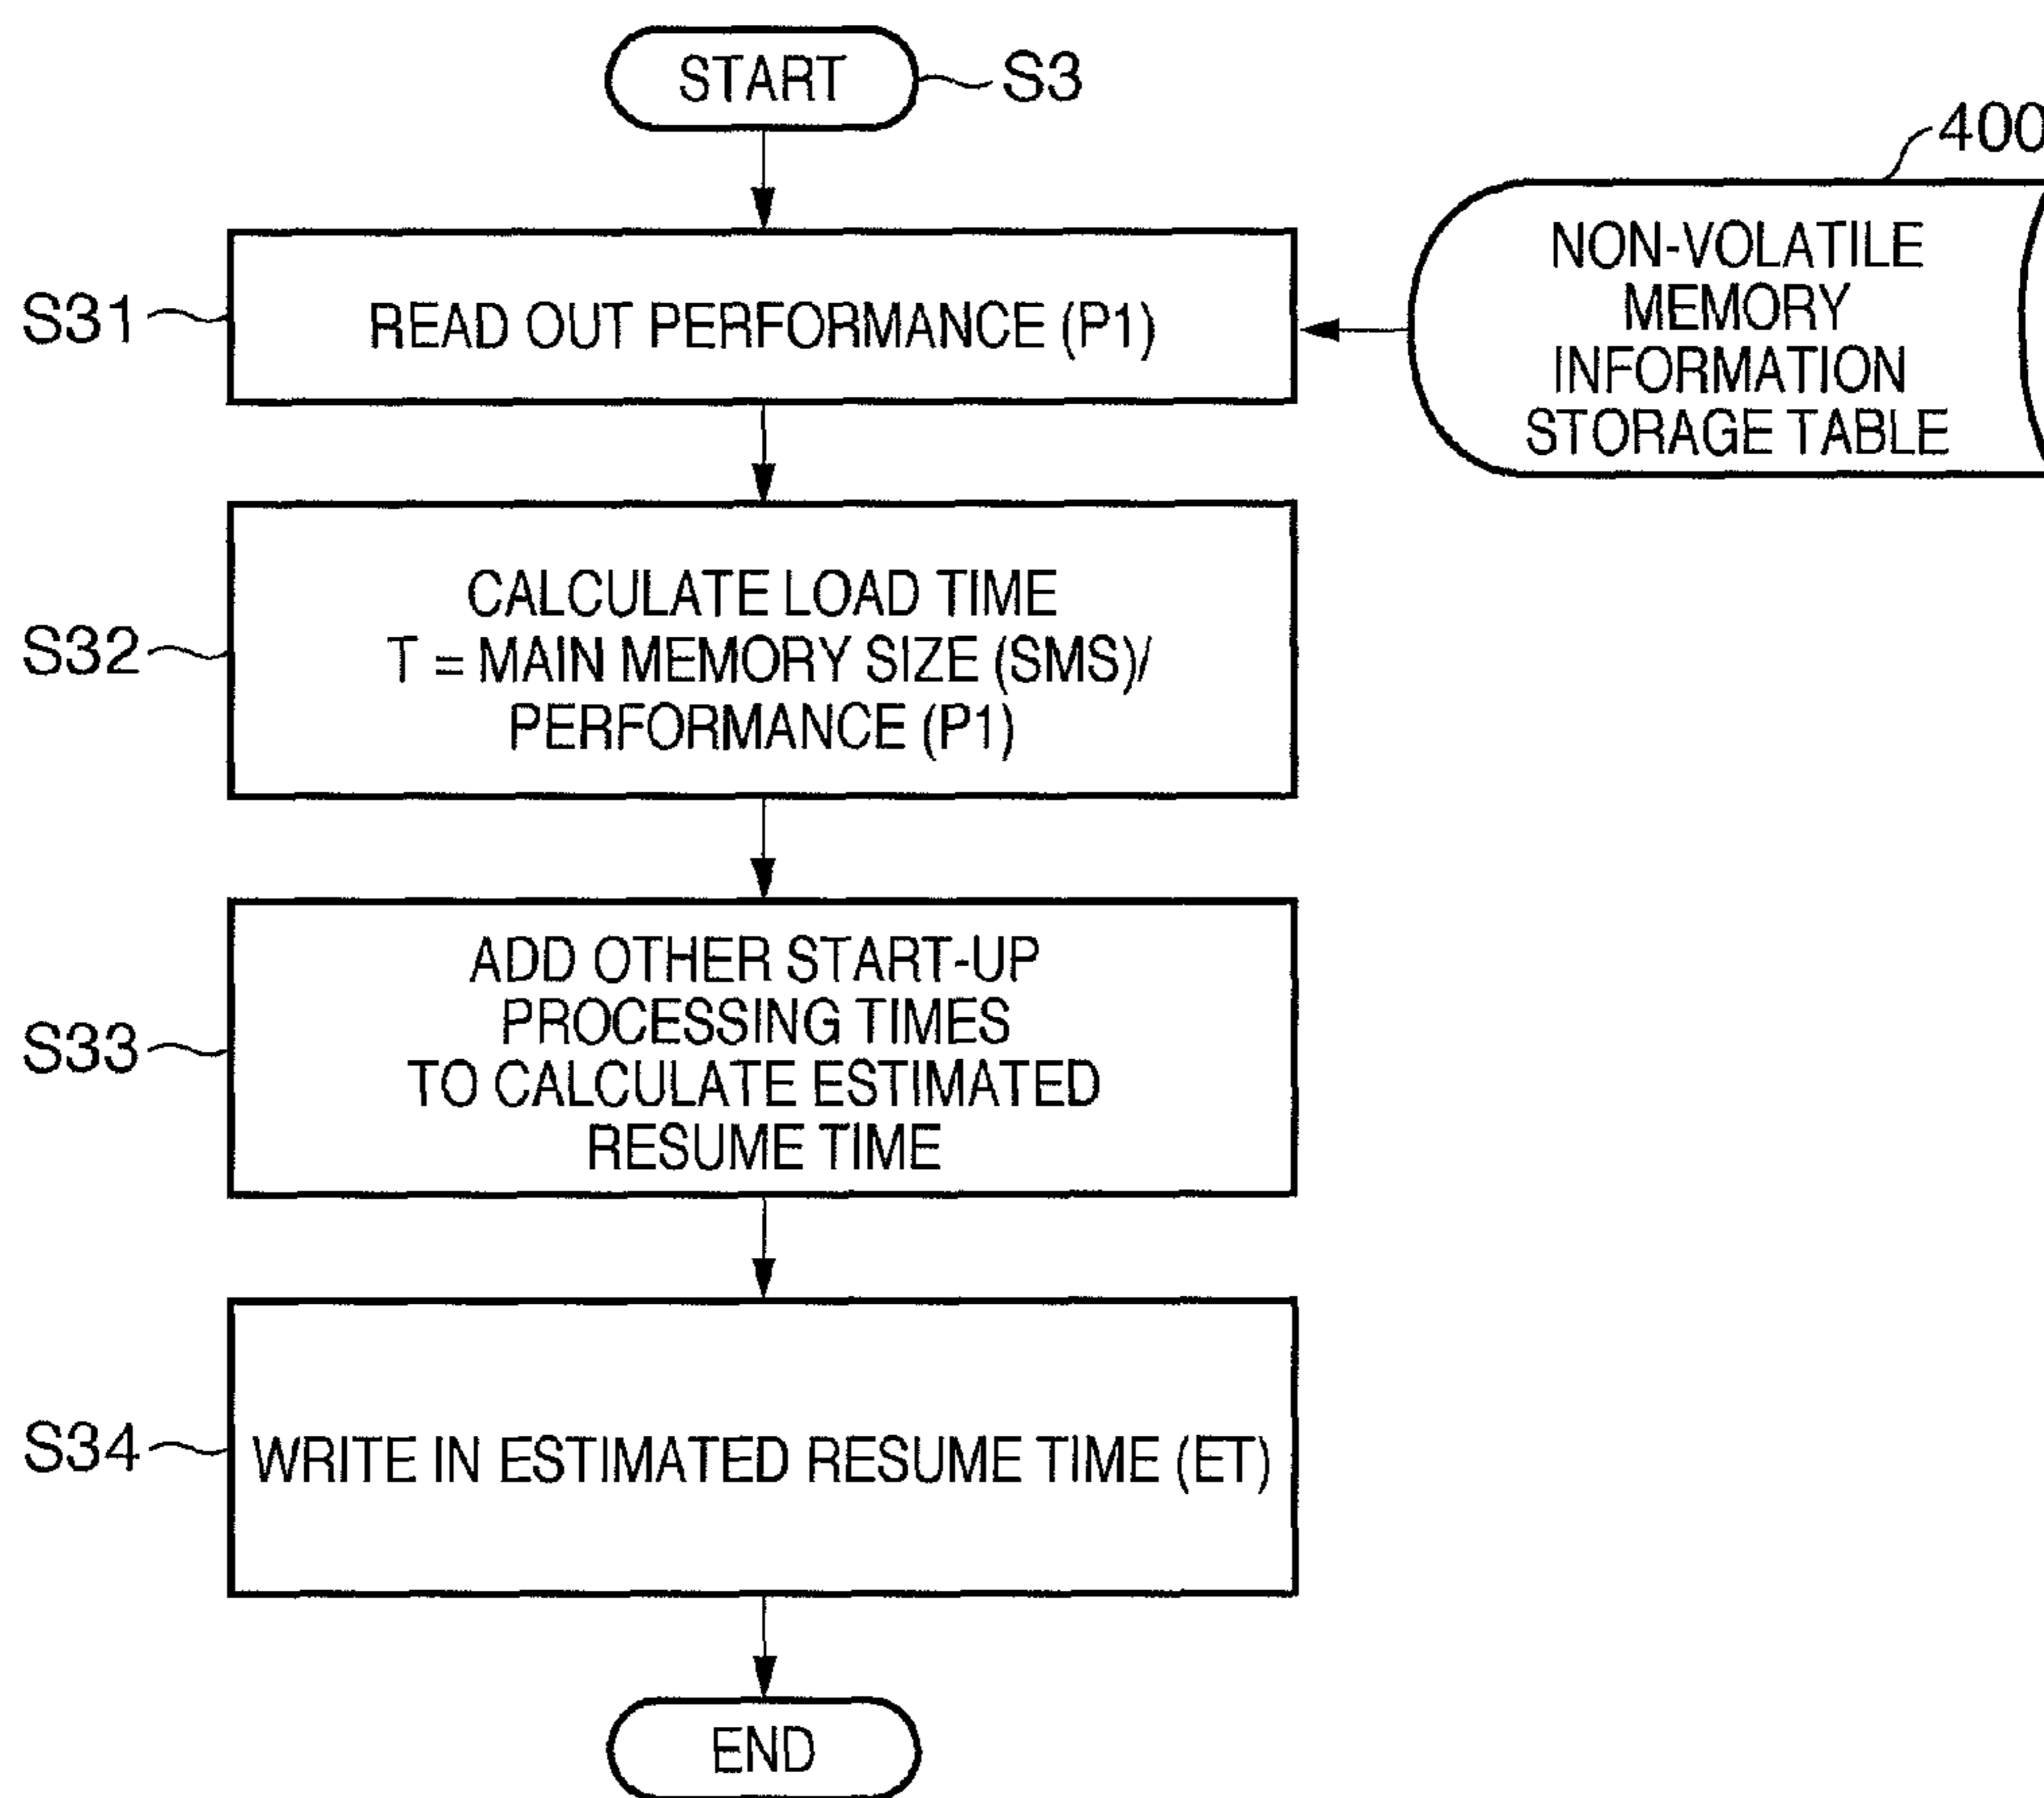 START
S3
400
S31
READ OUT PERFORMANCE (P1)
NON-VOLATILE
MEMORY
INFORMATION
STORAGE TABLE
S32
CALCULATE LOAD TIME
T = MAIN MEMORY SIZE (SMS)/
PERFORMANCE (P1)
S33
ADD OTHER START-UP
PROCESSING TIMES
TO CALCULATE ESTIMATED
RESUME TIME
S34
WRITE IN ESTIMATED RESUME TIME (ET)
END